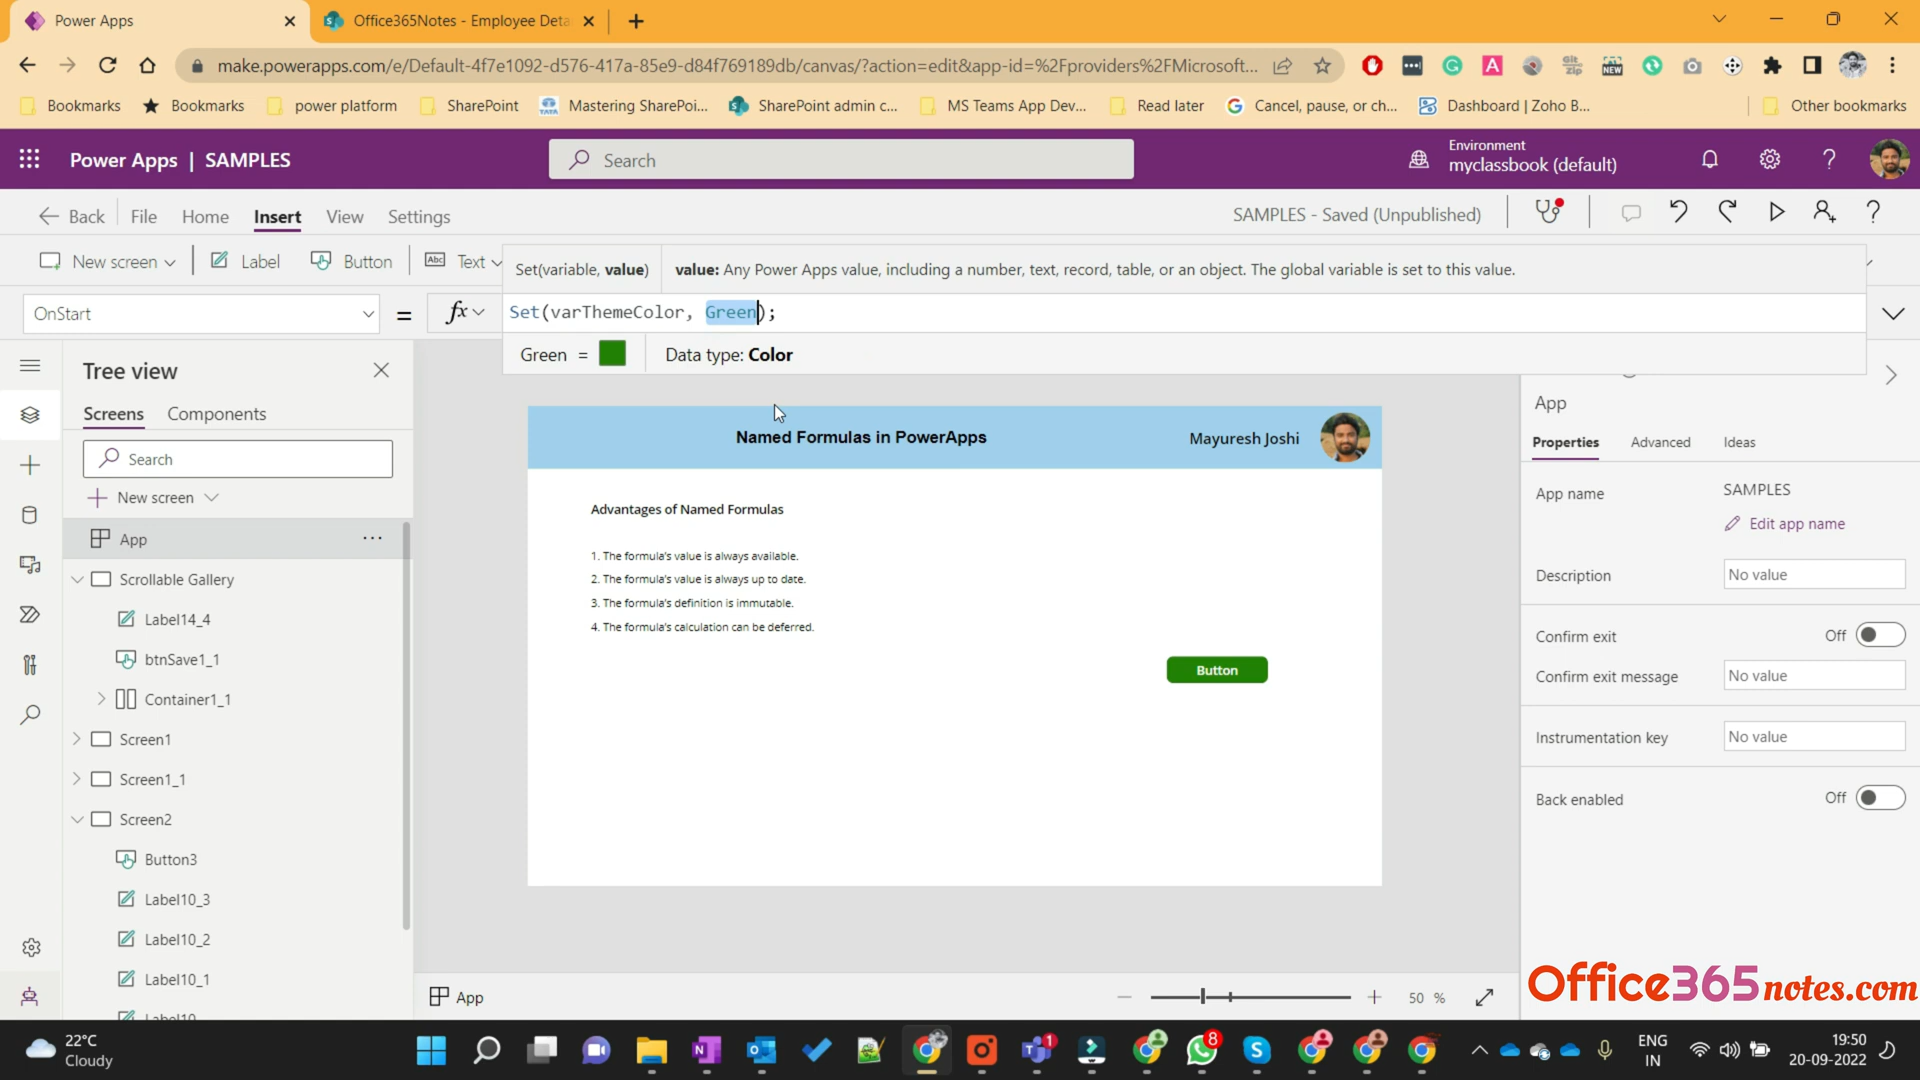 Power Apps
Office365Notes - Employee Deta
make.powerapps.com/e/Default-4f7e1092-d576-417a-85e9-d84f769189db/canvas/?action=edit&app-id=%2Fproviders%2FMicrosoft...
Bookmarks
Bookmarks
power platform
SharePoint
Mastering SharePoi...
SharePoint admin c...
MS Teams App Dev...
Read later
Cancel, pause, or ch...
Dashboard | Zoho B...
Other bookmarks
Power Apps | SAMPLES
Search
Environment
myclassbook (default)
Back
File
Home
Insert
View
Settings
SAMPLES - Saved (Unpublished)
New screen
Label
Button
Text
Set(variable, value)
value: Any Power Apps value, including a number, text, record, table, or an object. The global variable is set to this value.
OnStart
=
fx
Set(varThemeColor, Green);
Green =
Data type: Color
Tree view
Screens
Components
Search
New screen
App
Scrollable Gallery
Label14_4
btnSave1_1
Container1_1
Screen1
Screen1_1
Screen2
Button3
Label10_3
Label10_2
Label10_1
Label10
Named Formulas in PowerApps
Mayuresh Joshi
Advantages of Named Formulas
1. The formula's value is always available.
2. The formula's value is always up to date.
3. The formula's definition is immutable.
4. The formula's calculation can be deferred.
Button
App
50 %
App
Properties
Advanced
Ideas
App name
SAMPLES
Edit app name
Description
No value
Confirm exit
Off
Confirm exit message
No value
Instrumentation key
No value
Back enabled
Off
Office365notes.com
22°C
Cloudy
1
8
ENG
IN
19:50
20-09-2022